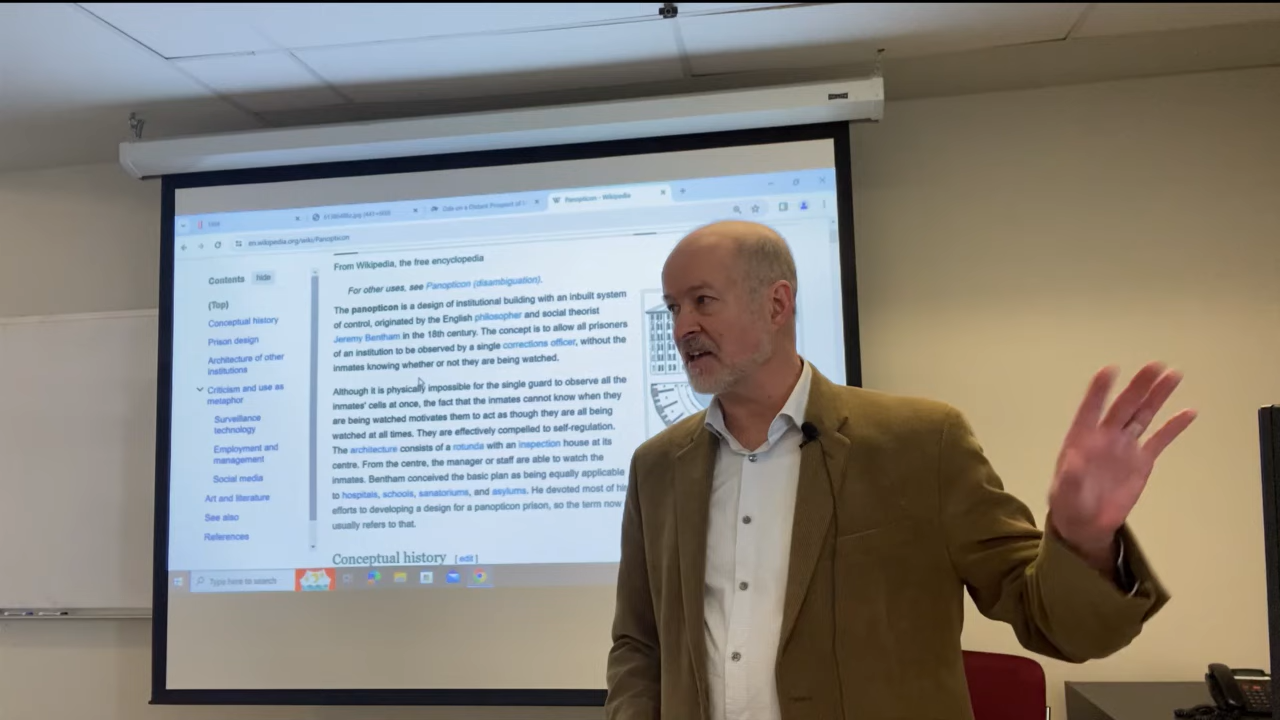 Panopticon - Wikipedia
en.wikipedia.org/wiki/Panopticon
Contents hide
(Top)
Conceptual history
Prison design
Architecture of other
institutions
Criticism and use as
metaphor
Surveillance
technology
Employment and
management
Social media
Art and literature
See also
References
From Wikipedia, the free encyclopedia
For other uses, see Panopticon (disambiguation).
The panopticon is a design of institutional building with an inbuilt system
of control, originated by the English philosopher and social theorist
Jeremy Bentham in the 18th century. The concept is to allow all prisoners
of an institution to be observed by a single corrections officer, without the
inmates knowing whether or not they are being watched.
Although it is physically impossible for the single guard to observe all the
inmates' cells at once, the fact that the inmates cannot know when they
are being watched motivates them to act as though they are all being
watched at all times. They are effectively compelled to self-regulation.
The architecture consists of a rotunda with an inspection house at its
centre. From the centre, the manager or staff are able to watch the
inmates. Bentham conceived the basic plan as being equally applicable
to hospitals, schools, sanatoriums, and asylums. He devoted most of his
efforts to developing a design for a panopticon prison, so the term now
usually refers to that.
Conceptual history [ edit ]
Type here to search